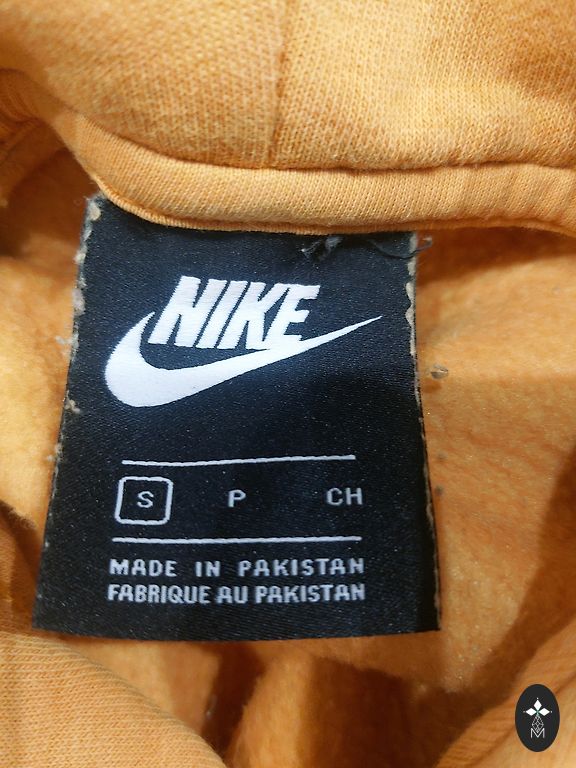 NIKE
S P CH
MADE IN PAKISTAN
FABRIQUE AU PAKISTAN
M